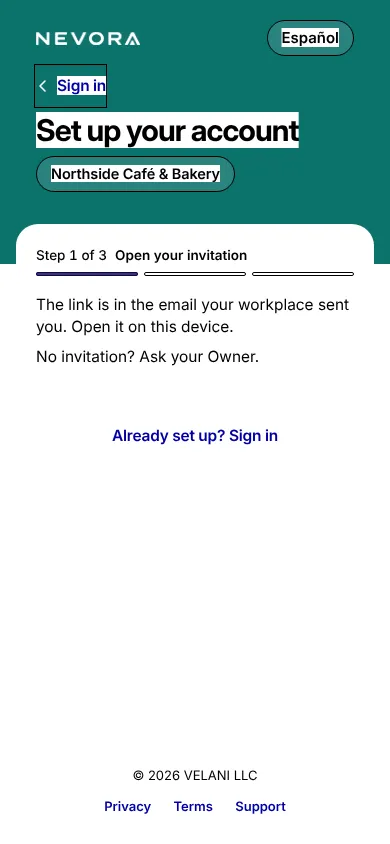 NEVORA
Español
Sign in
Set up your account
Northside Café & Bakery
Step 1 of 3 Open your invitation
The link is in the email your workplace sent
you. Open it on this device.
No invitation? Ask your Owner.
Already set up? Sign in
© 2026 VELANI LLC
Privacy Terms Support